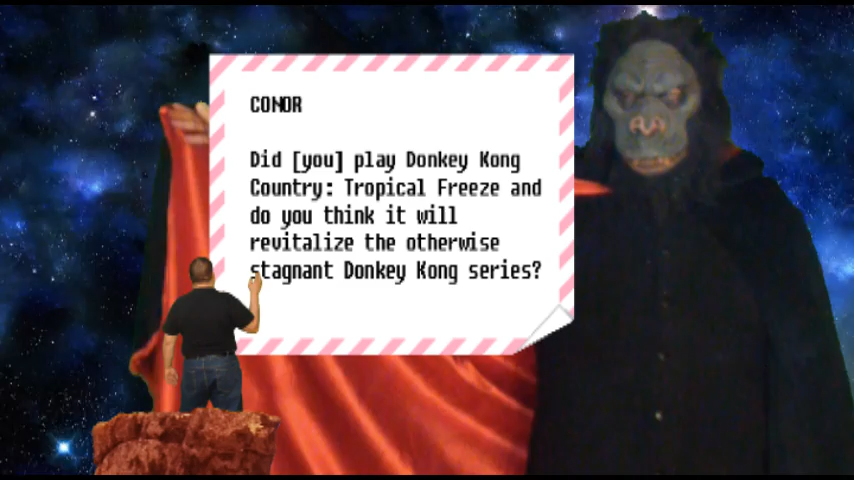 CONOR
Did [you] play Donkey Kong
Country: Tropical Freeze and
do you think it will
revitalize the otherwise
stagnant Donkey Kong series?